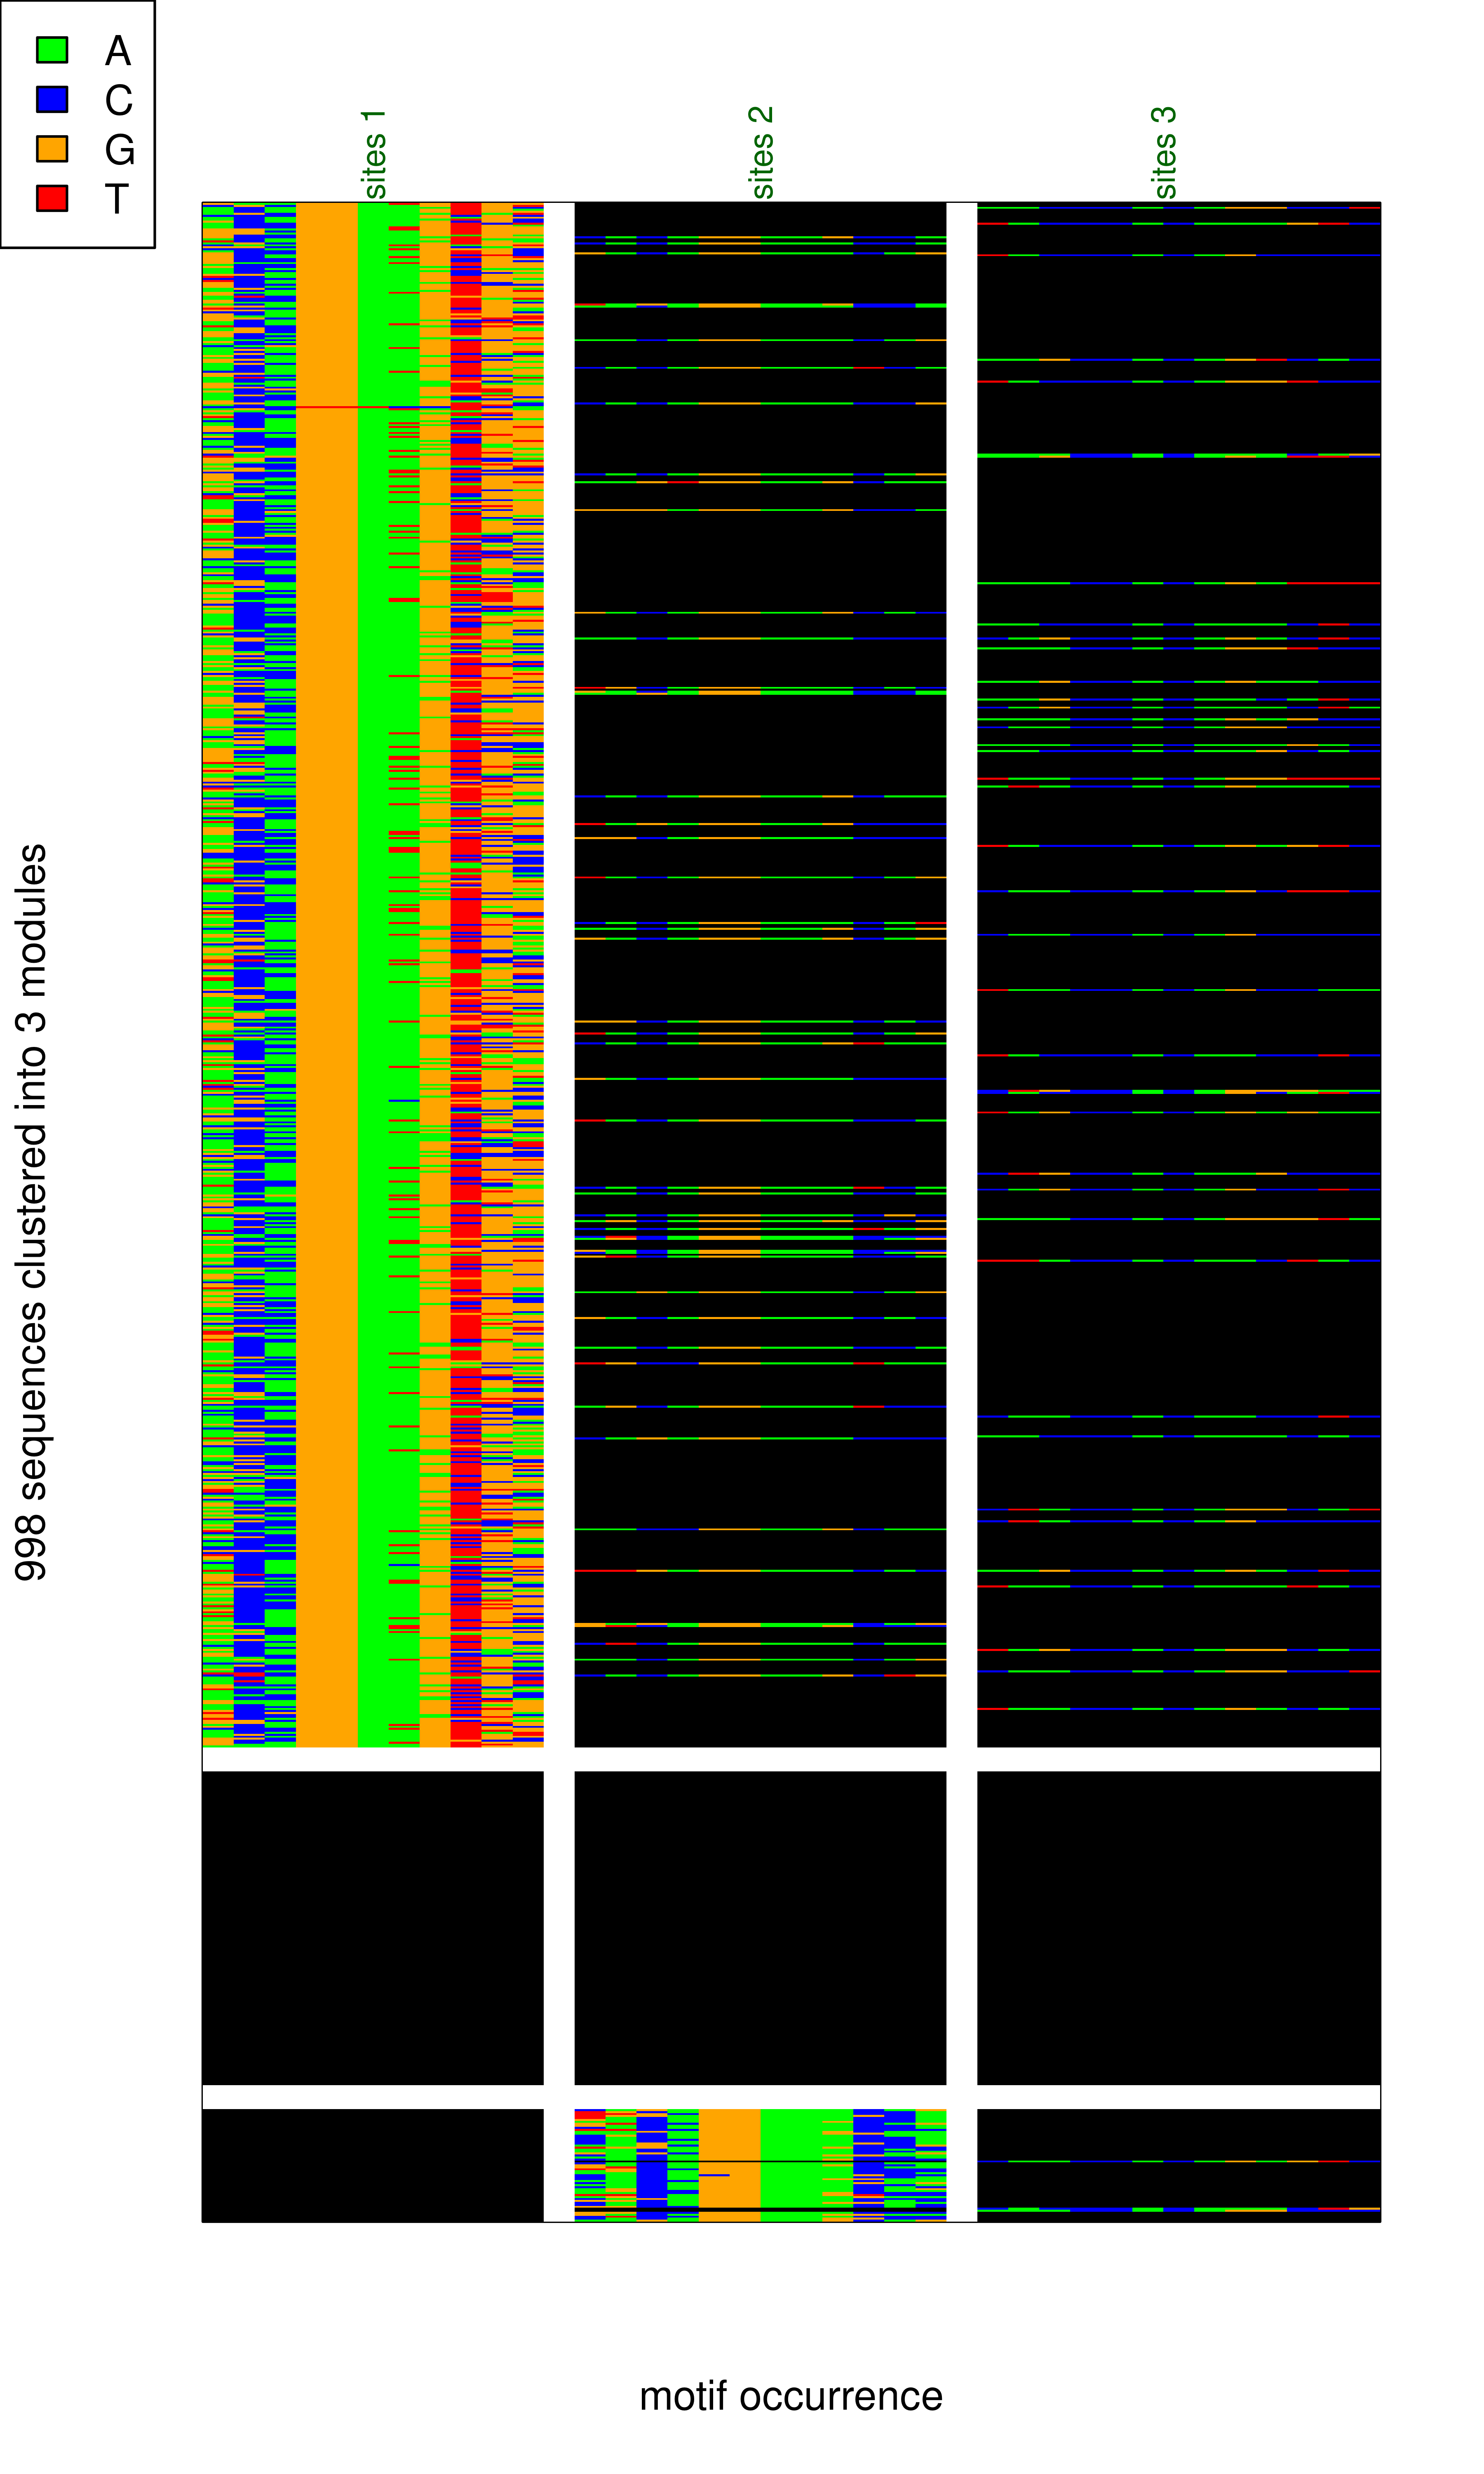 A
C
G
T
sites 1
sites 2
sites 3
998 sequences clustered into 3 modules
motif occurrence